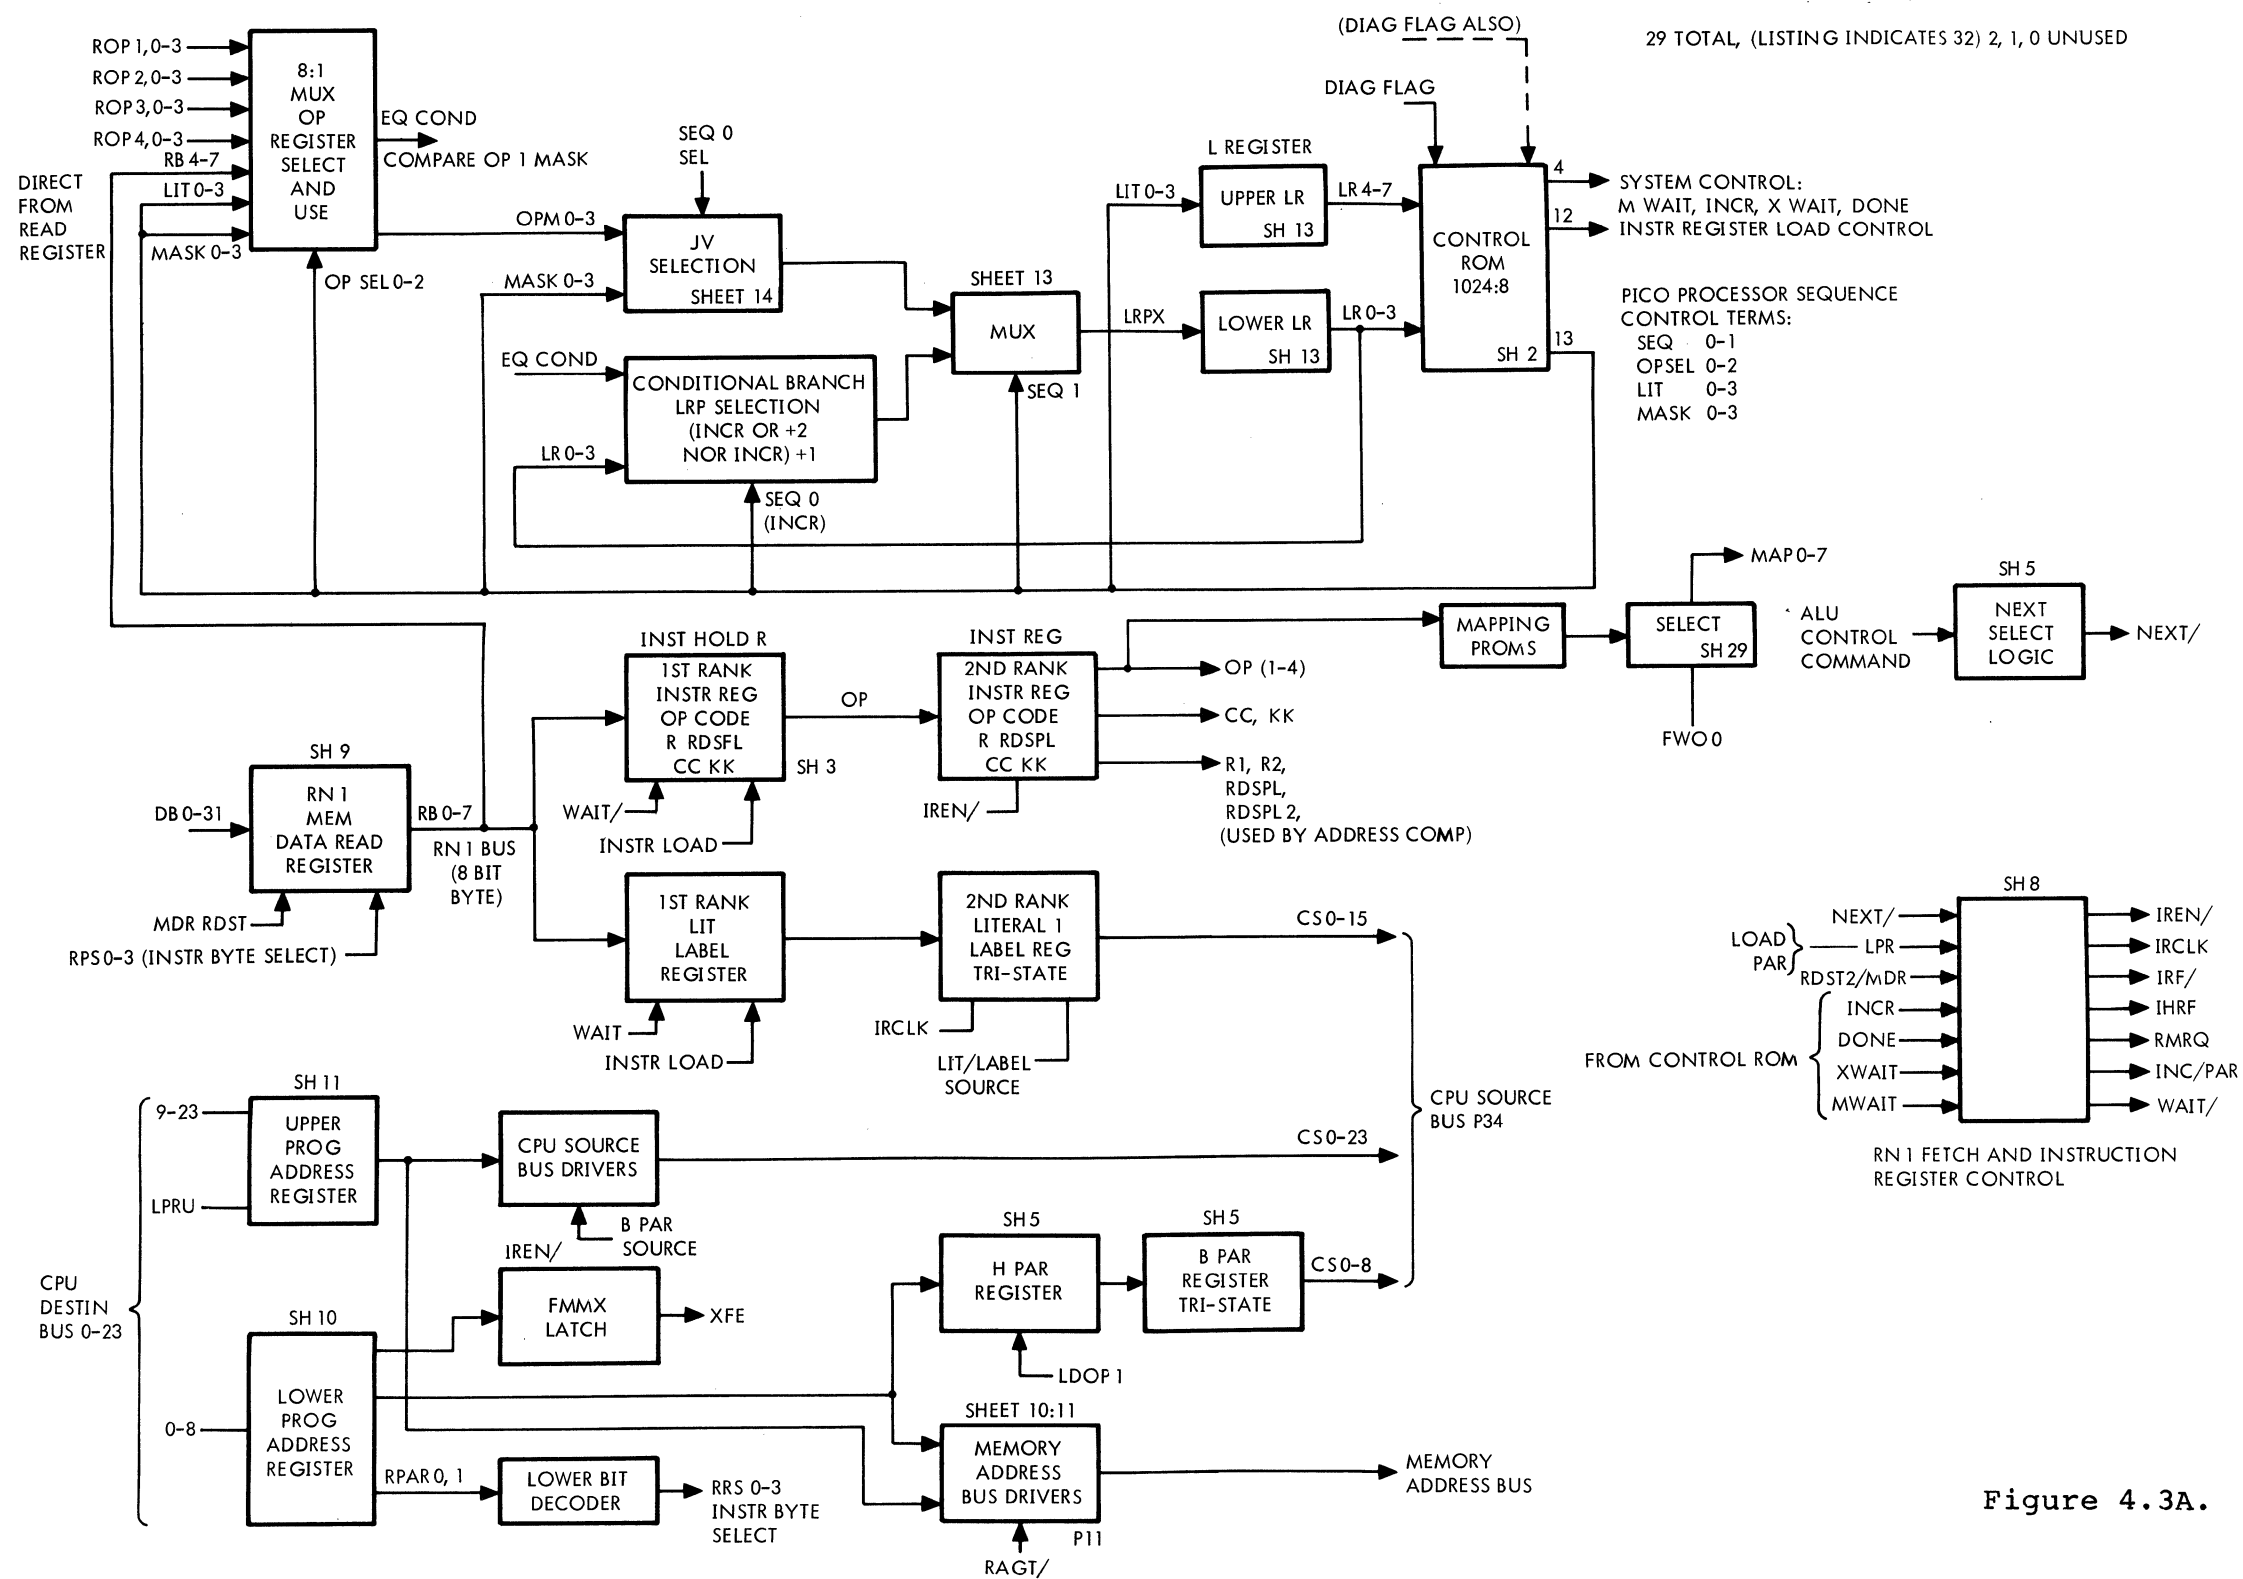 (DIAG FLAG ALSO)
29 TOTAL, (LISTING INDICATES 32) 2, 1, 0 UNUSED
ROP 1, 0-3
ROP 2, 0-3
ROP 3, 0-3
ROP 4, 0-3
RB 4-7
LIT 0-3
MASK 0-3
DIRECT
FROM
READ
REGISTER
8:1
MUX
OP
REGISTER
SELECT
AND
USE
EQ COND
COMPARE OP 1 MASK
OP SEL 0-2
OPM 0-3
SEQ 0
SEL
JV
SELECTION
SHEET 14
MASK 0-3
EQ COND
CONDITIONAL BRANCH
LRP SELECTION
(INCR OR +2
NOR INCR) +1
LR 0-3
SEQ 0
(INCR)
SHEET 13
MUX
SEQ 1
LRPX
L REGISTER
LIT 0-3
UPPER LR
SH 13
LR 4-7
LOWER LR
SH 13
LR 0-3
DIAG FLAG
CONTROL
ROM
1024:8
SH 2
4
SYSTEM CONTROL:
M WAIT, INCR, X WAIT, DONE
12
INSTR REGISTER LOAD CONTROL
13
PICO PROCESSOR SEQUENCE
CONTROL TERMS:
SEQ 0-1
OPSEL 0-2
LIT 0-3
MASK 0-3
MAP 0-7
MAPPING
PROMS
SELECT
SH 29
FWO 0
ALU
CONTROL
COMMAND
SH 5
NEXT
SELECT
LOGIC
NEXT/
INST HOLD R
1ST RANK
INSTR REG
OP CODE
R RDSFL
CC KK
SH 3
WAIT/
INSTR LOAD
OP
INST REG
2ND RANK
INSTR REG
OP CODE
R RDSPL
CC KK
IREN/
OP (1-4)
CC, KK
R1, R2,
RDSPL,
RDSPL 2,
(USED BY ADDRESS COMP)
SH 9
DB 0-31
RN 1
MEM
DATA READ
REGISTER
RB 0-7
RN 1 BUS
(8 BIT
BYTE)
MDR RDST
RPS 0-3 (INSTR BYTE SELECT)
1ST RANK
LIT
LABEL
REGISTER
WAIT
INSTR LOAD
2ND RANK
LITERAL 1
LABEL REG
TRI-STATE
IRCLK
LIT/LABEL
SOURCE
CS 0-15
CPU SOURCE
BUS P34
SH 8
NEXT/
LOAD
PAR
LPR
RDST2/MDR
INCR
DONE
XWAIT
MWAIT
FROM CONTROL ROM
IREN/
IRCLK
IRF/
IHRF
RMRQ
INC/PAR
WAIT/
RN 1 FETCH AND INSTRUCTION
REGISTER CONTROL
CPU
DESTIN
BUS 0-23
SH 11
9-23
LPRU
UPPER
PROG
ADDRESS
REGISTER
CPU SOURCE
BUS DRIVERS
B PAR
SOURCE
CS 0-23
IREN/
FMMX
LATCH
XFE
SH 10
0-8
LOWER
PROG
ADDRESS
REGISTER
RPAR 0, 1
LOWER BIT
DECODER
RRS 0-3
INSTR BYTE
SELECT
SH 5
H PAR
REGISTER
LDOP 1
SH 5
B PAR
REGISTER
TRI-STATE
CS 0-8
SHEET 10:11
MEMORY
ADDRESS
BUS DRIVERS
P11
RAGT/
MEMORY
ADDRESS BUS
Figure 4.3A.